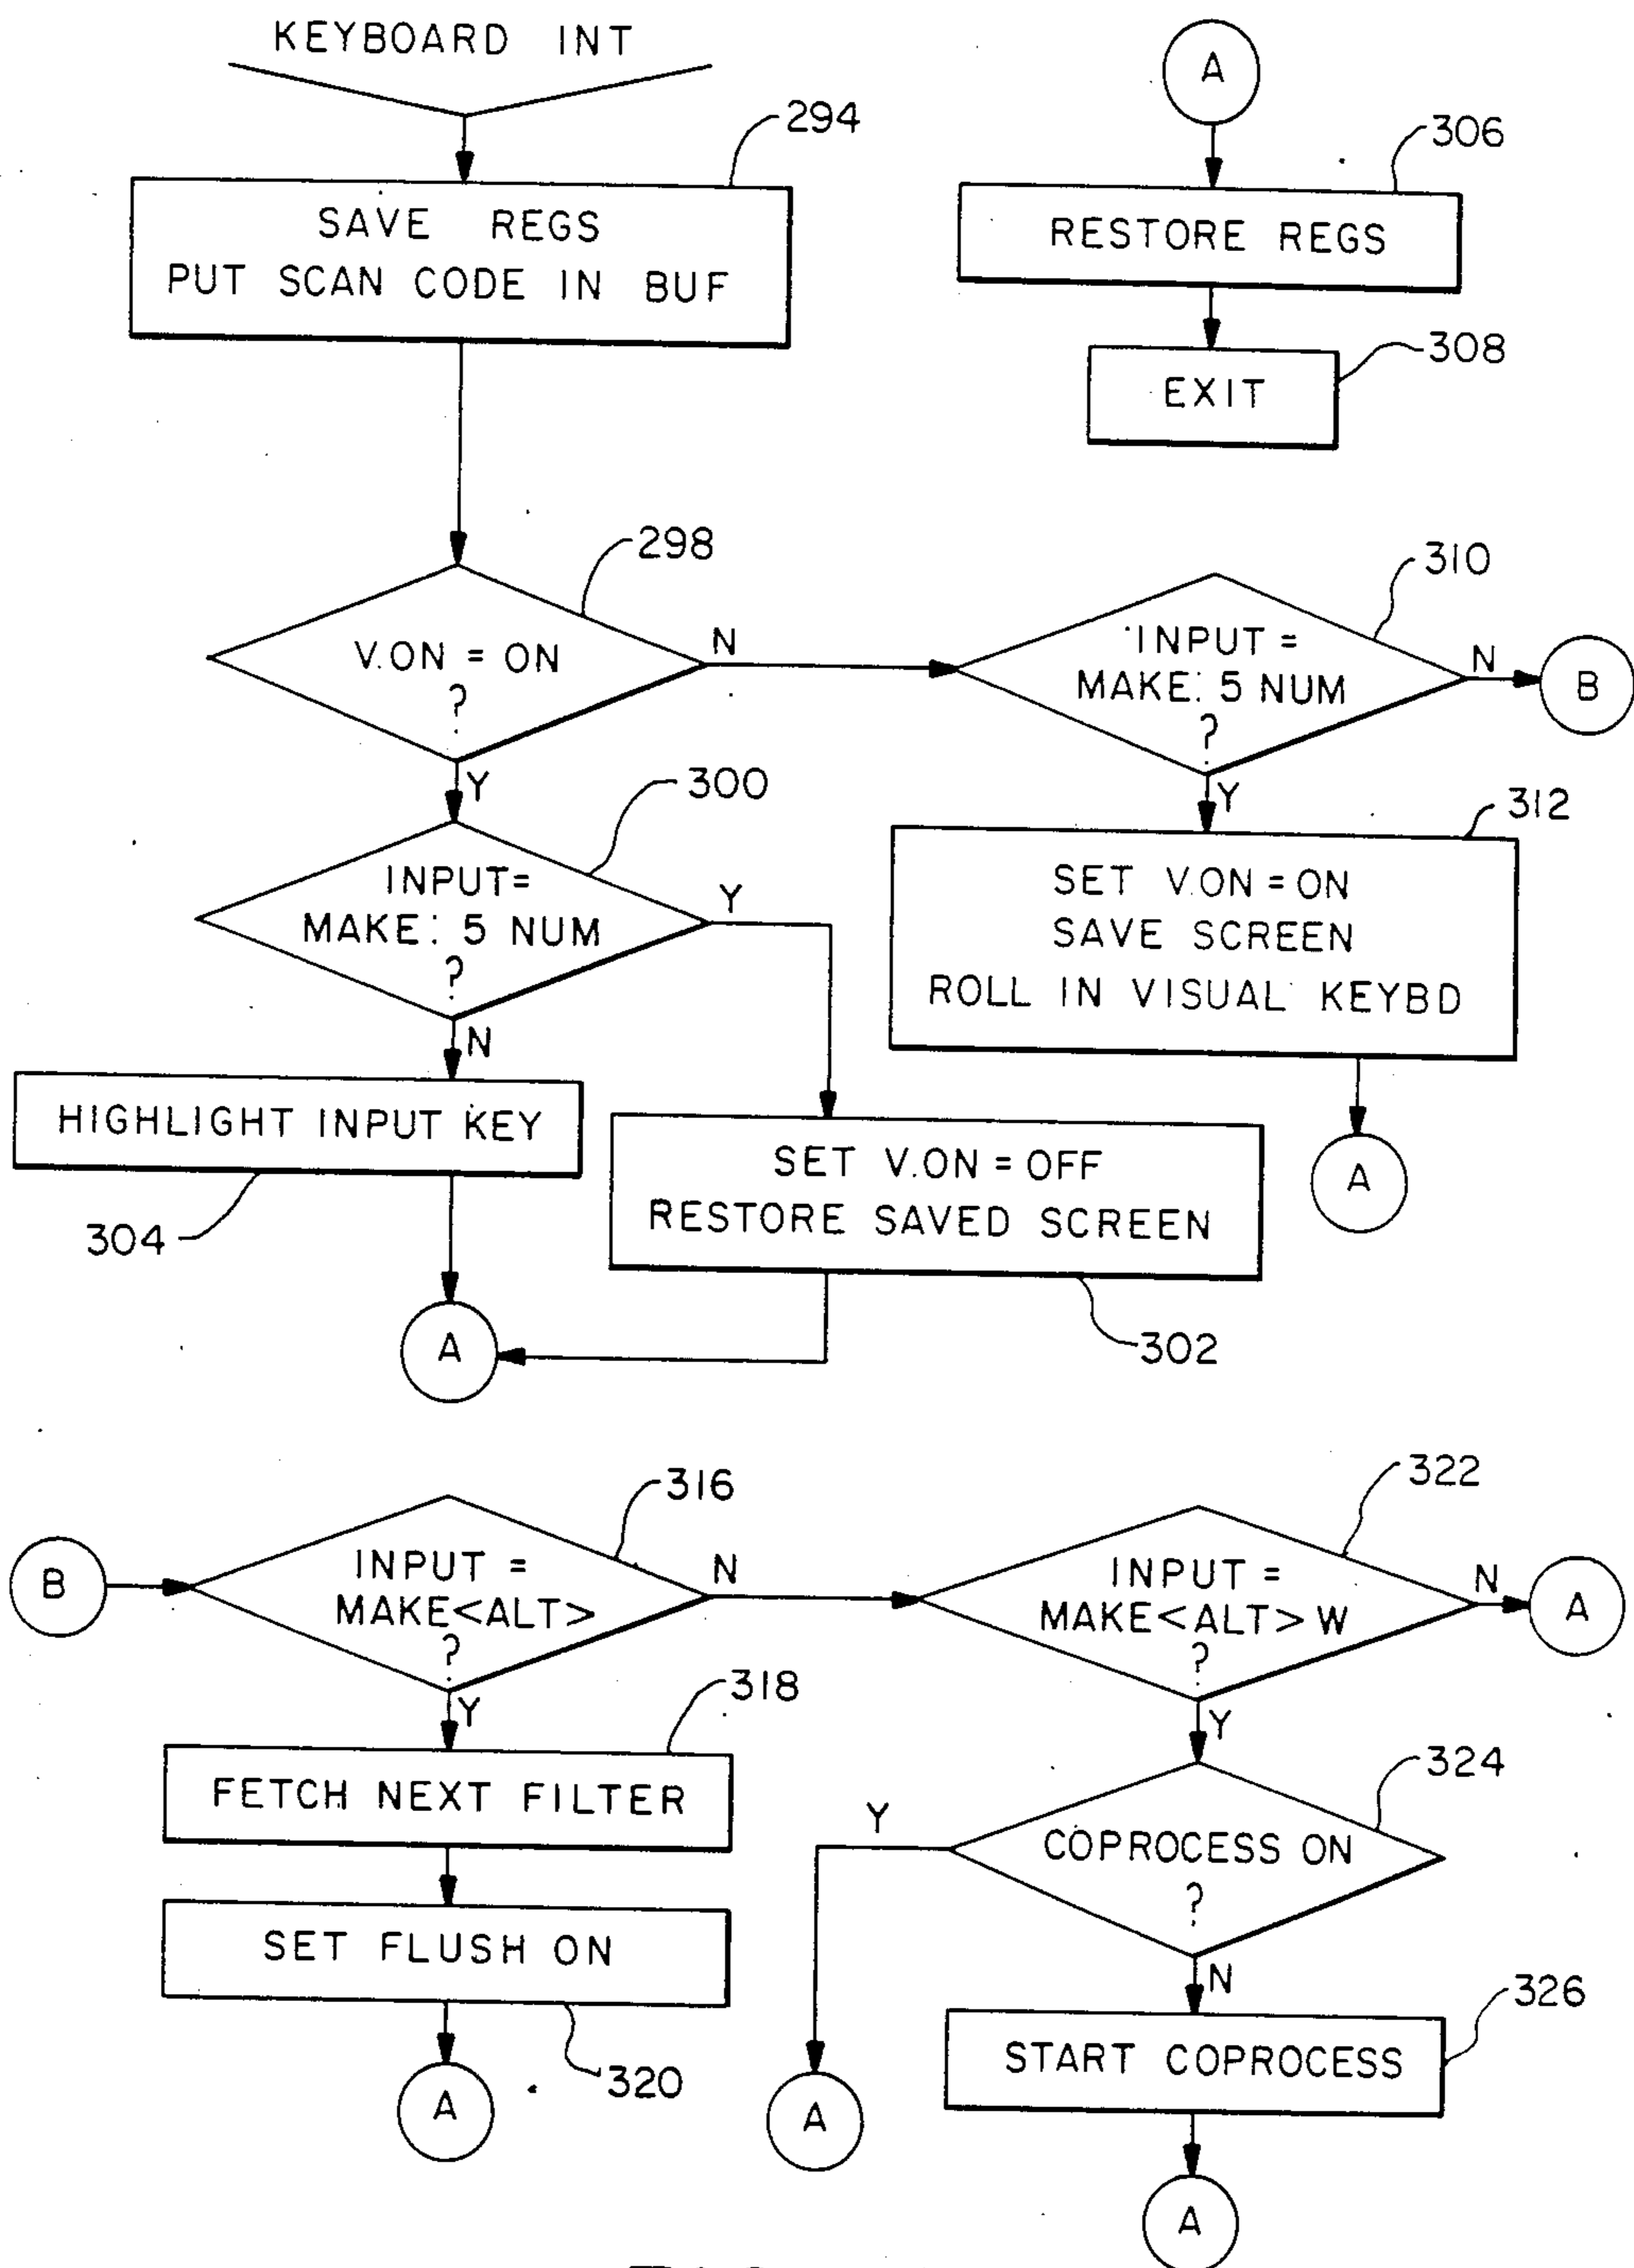 KEYBOARD INT
294
SAVE REGS
PUT SCAN CODE IN BUF
A
306
RESTORE REGS
308
EXIT
298
V.ON = ON
?
N
Y
310
INPUT =
MAKE: 5 NUM
?
N
B
Y
300
INPUT=
MAKE: 5 NUM
?
Y
N
312
SET V.ON = ON
SAVE SCREEN
ROLL IN VISUAL KEYBD
A
HIGHLIGHT INPUT KEY
304
SET V.ON = OFF
RESTORE SAVED SCREEN
302
A
B
316
INPUT =
MAKE<ALT>
?
N
Y
322
INPUT =
MAKE<ALT> W
?
N
A
Y
318
FETCH NEXT FILTER
SET FLUSH ON
320
A
324
COPROCESS ON
?
Y
A
N
326
START COPROCESS
A